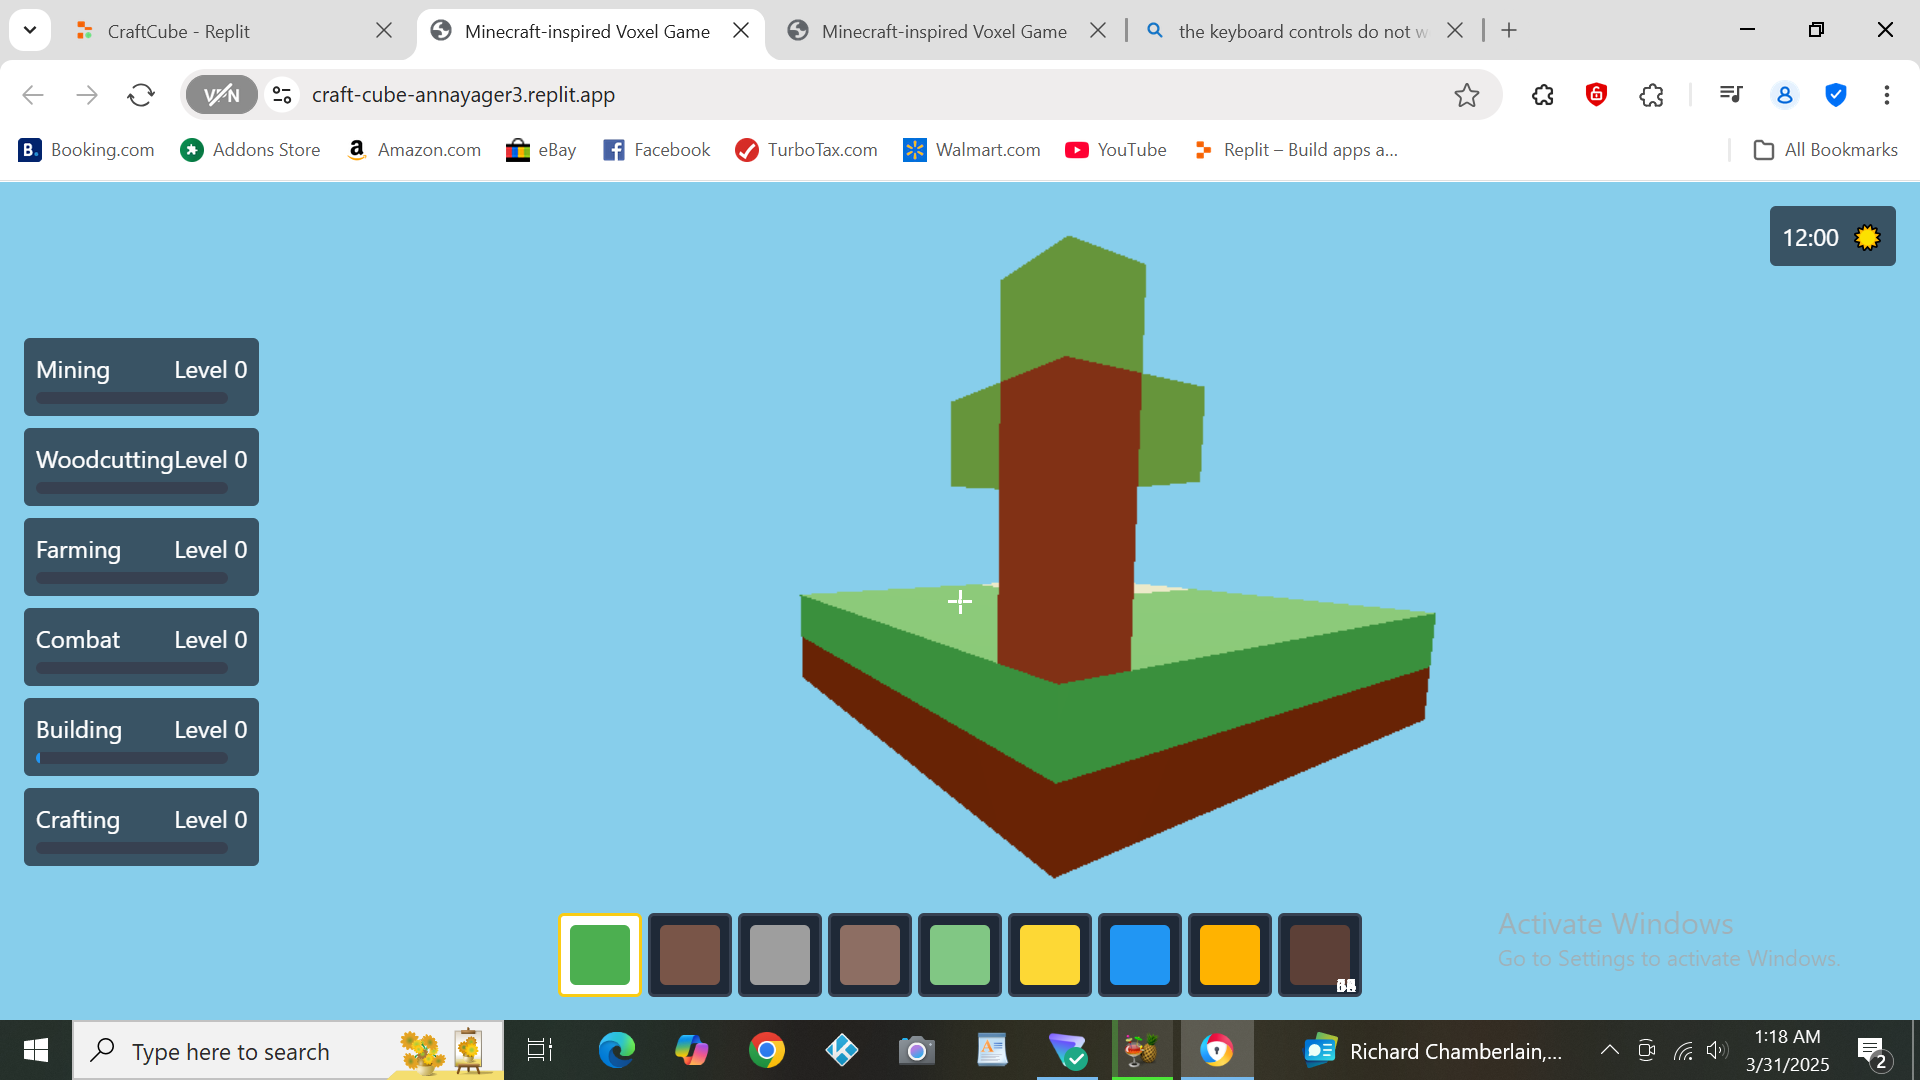 CraftCube - Replit
Minecraft-inspired Voxel Game
Minecraft-inspired Voxel Game
the keyboard controls do not w
VPN
craft-cube-annayager3.replit.app
B. Booking.com
Addons Store
Amazon.com
eBay
Facebook
TurboTax.com
Walmart.com
YouTube
Replit – Build apps a...
All Bookmarks
12:00
Mining Level 0
Woodcutting Level 0
Farming Level 0
Combat Level 0
Building Level 0
Crafting Level 0
Activate Windows
Go to Settings to activate Windows.
Type here to search
Richard Chamberlain,...
1:18 AM
3/31/2025
2